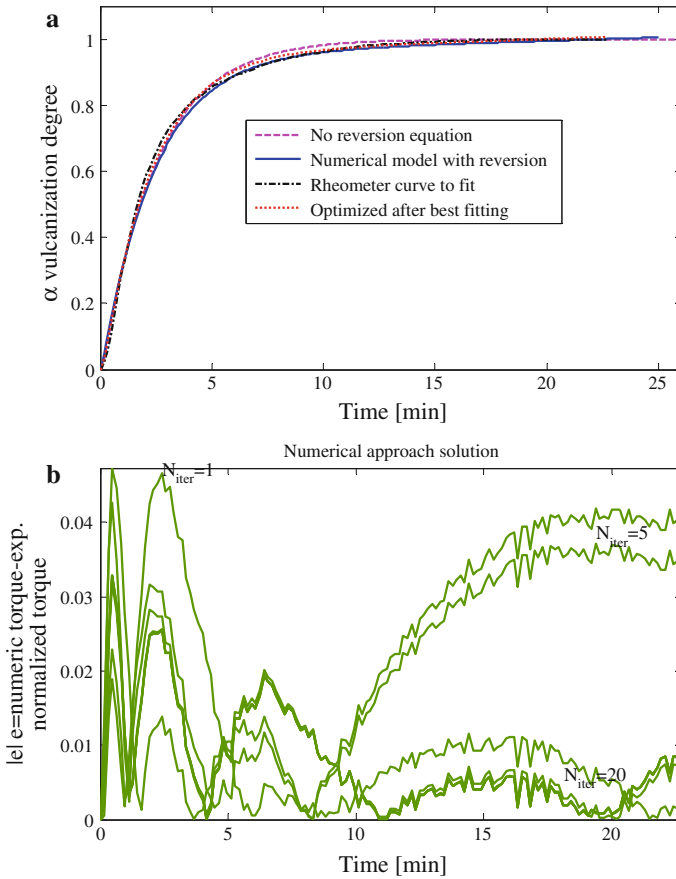 a
1
0.8
0.6
0.4
0.2
0
α vulcanization degree
No reversion equation
Numerical model with reversion
Rheometer curve to fit
Optimized after best fitting
0
5
10
15
20
25
Time [min]
b
Numerical approach solution
N_iter=1
N_iter=5
N_iter=20
0.04
0.03
0.02
0.01
0
|e| e=numeric torque-exp.
normalized torque
0
5
10
15
20
Time [min]